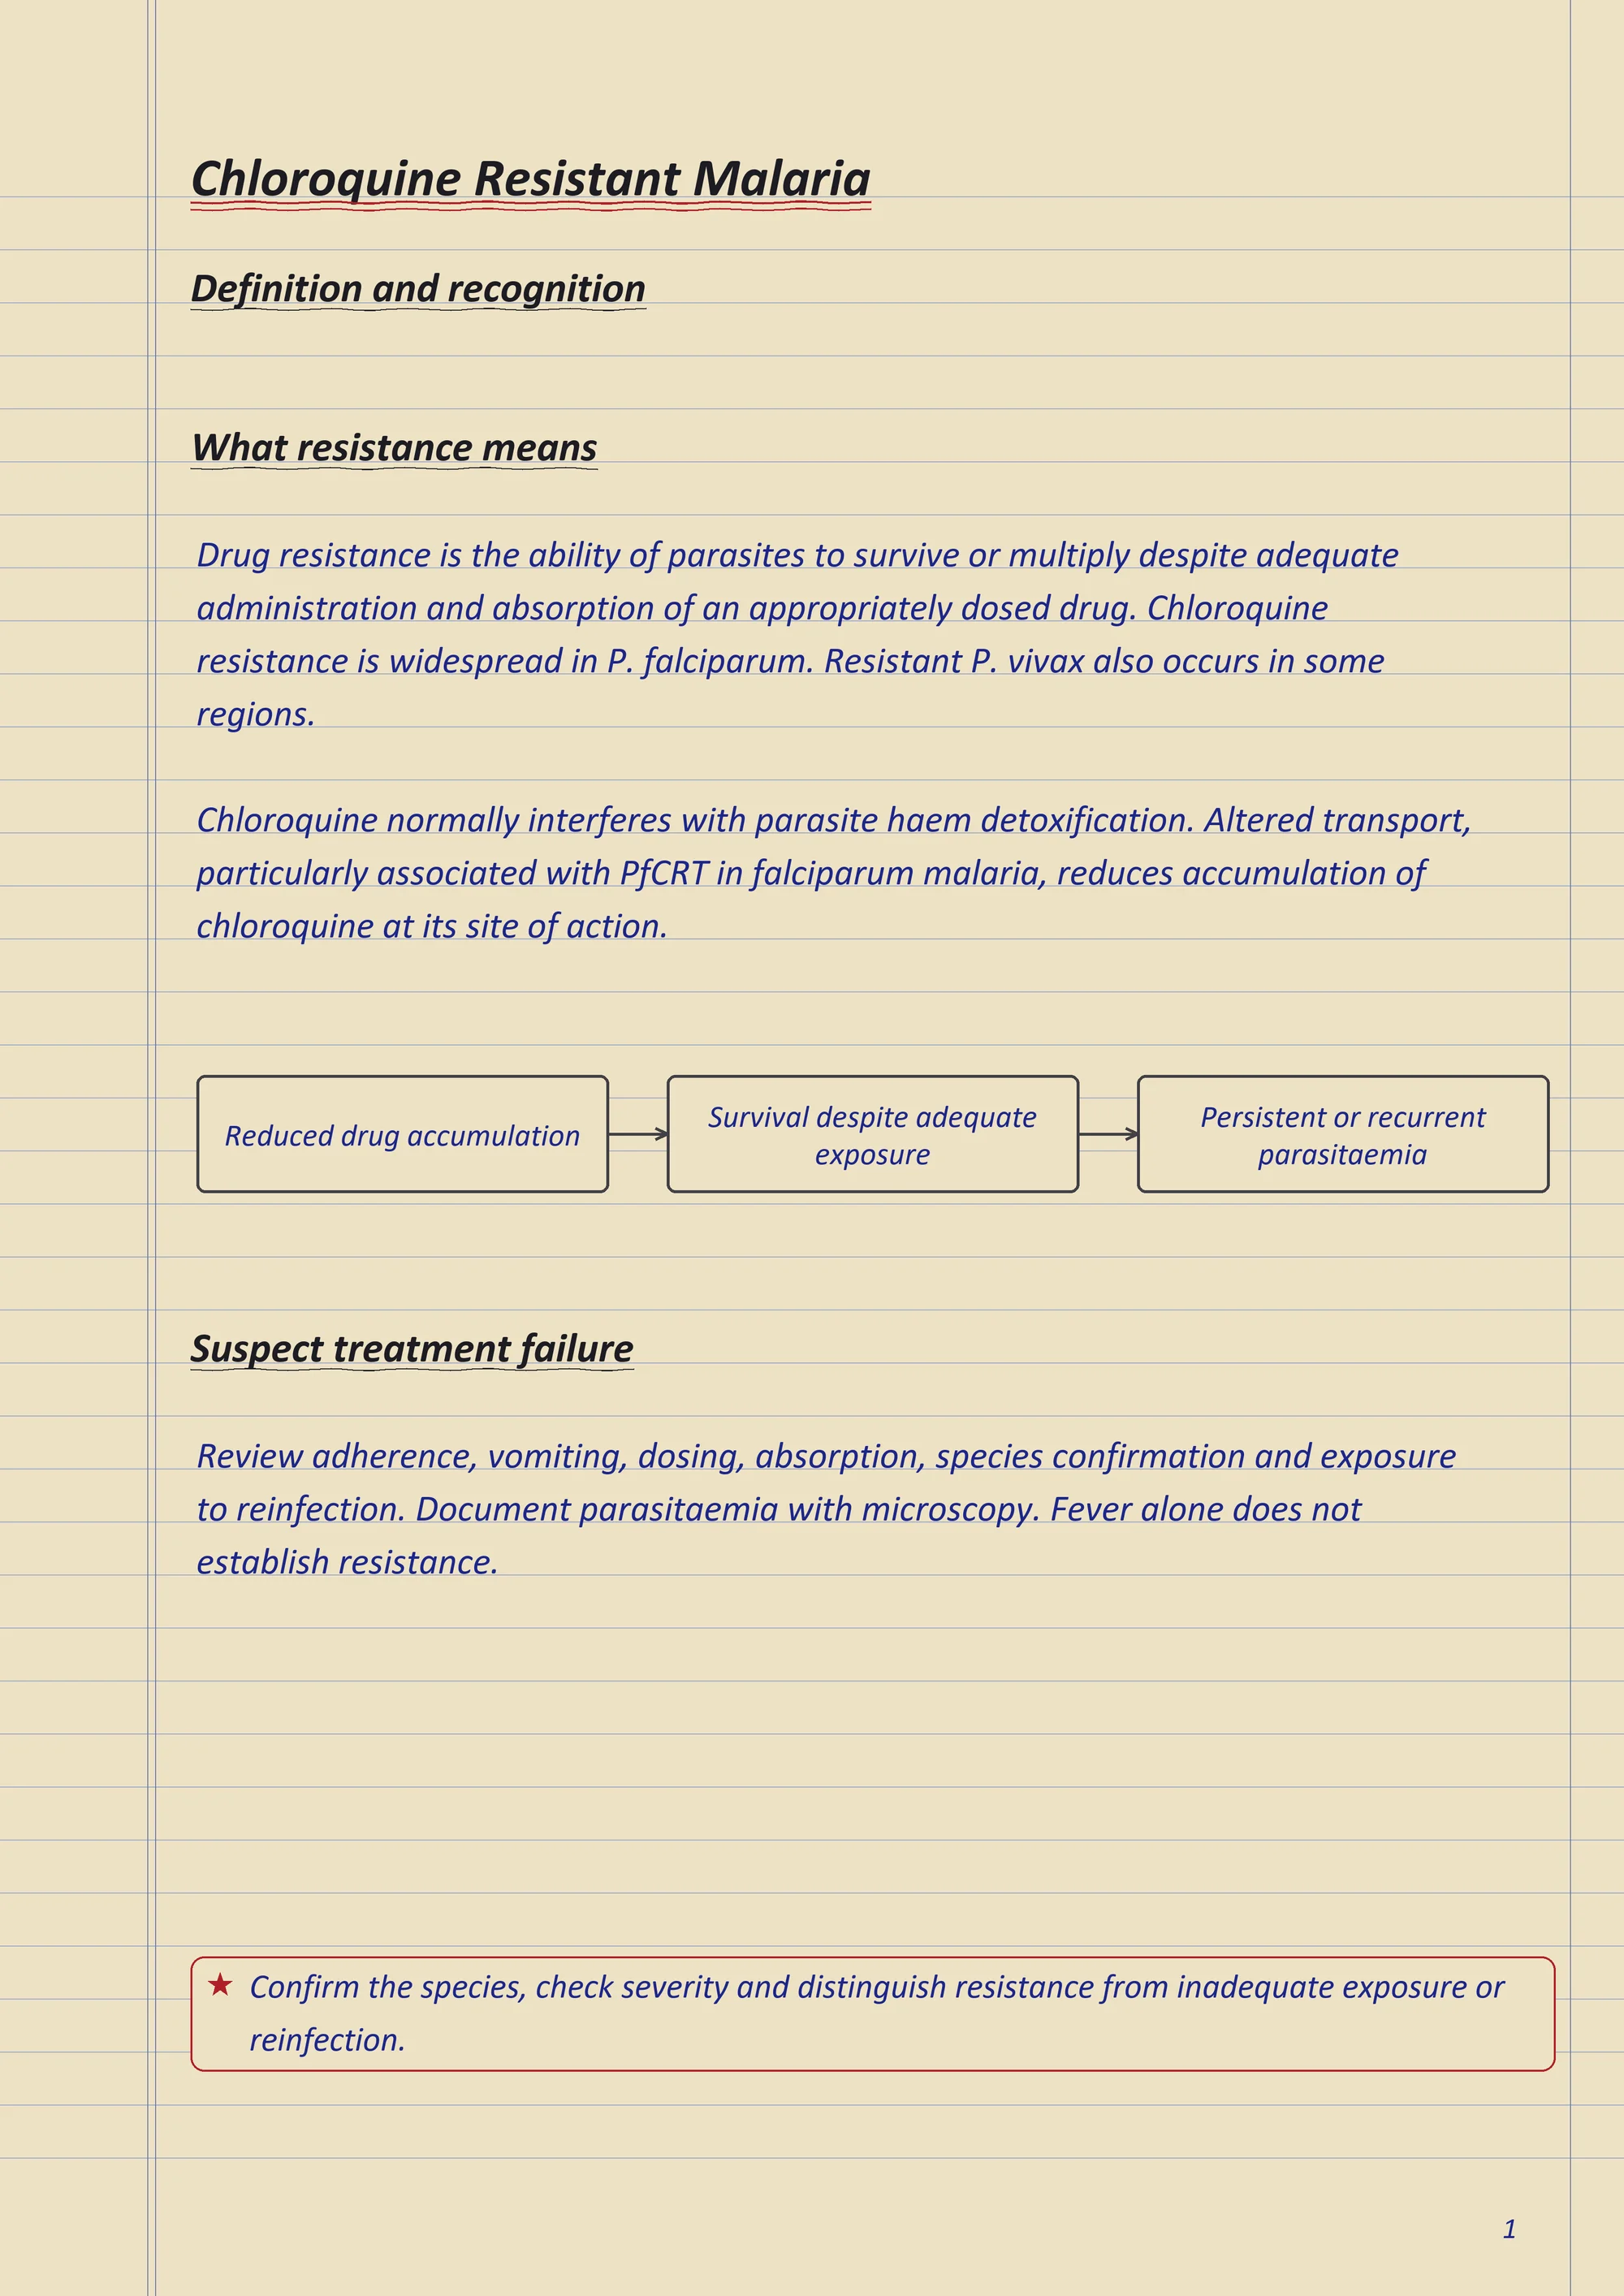 Chloroquine Resistant Malaria
Definition and recognition
What resistance means
Drug resistance is the ability of parasites to survive or multiply despite adequate
administration and absorption of an appropriately dosed drug. Chloroquine
resistance is widespread in P. falciparum. Resistant P. vivax also occurs in some
regions.
Chloroquine normally interferes with parasite haem detoxification. Altered transport,
particularly associated with PfCRT in falciparum malaria, reduces accumulation of
chloroquine at its site of action.
Reduced drug accumulation
Survival despite adequate
exposure
Persistent or recurrent
parasitaemia
Suspect treatment failure
Review adherence, vomiting, dosing, absorption, species confirmation and exposure
to reinfection. Document parasitaemia with microscopy. Fever alone does not
establish resistance.
★ Confirm the species, check severity and distinguish resistance from inadequate exposure or
reinfection.
1